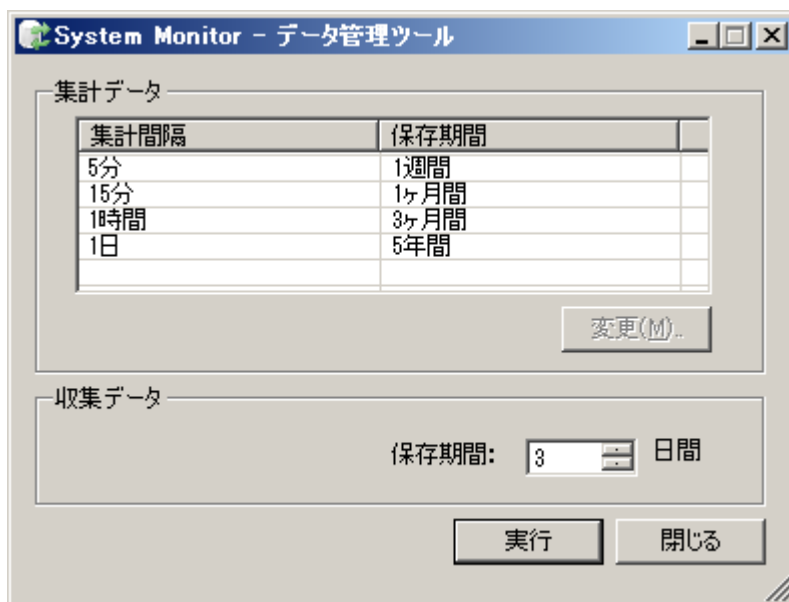 System Monitor - データ管理ツール
集計データ
集計間隔 保存期間
5分 1週間
15分 1ヶ月間
1時間 3ヶ月間
1日 5年間
変更(M)..
収集データ
保存期間: 3 日間
実行 閉じる